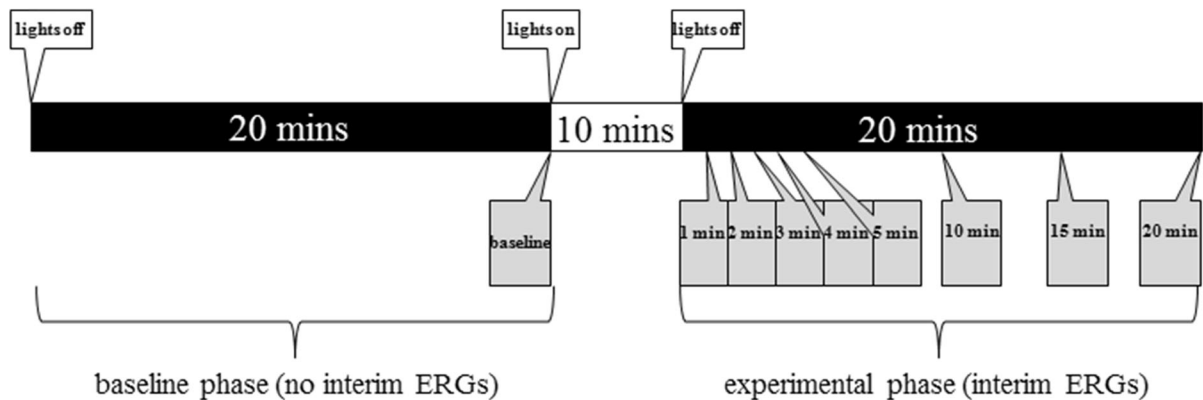 lights off
lights on
lights off
20 mins
10 mins
20 mins
baseline
1 min
2 min
3 min
4 min
5 min
10 min
15 min
20 min
baseline phase (no interim ERGs)
experimental phase (interim ERGs)